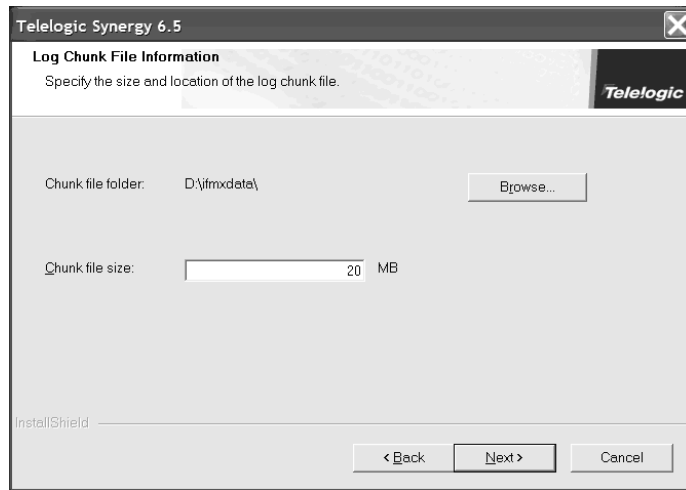 Telelogic Synergy 6.5
Log Chunk File Information
Specify the size and location of the log chunk file.
Telelogic
Chunk file folder: D:\ifmxdata\ Browse...
Chunk file size: 20 MB
InstallShield
< Back Next > Cancel